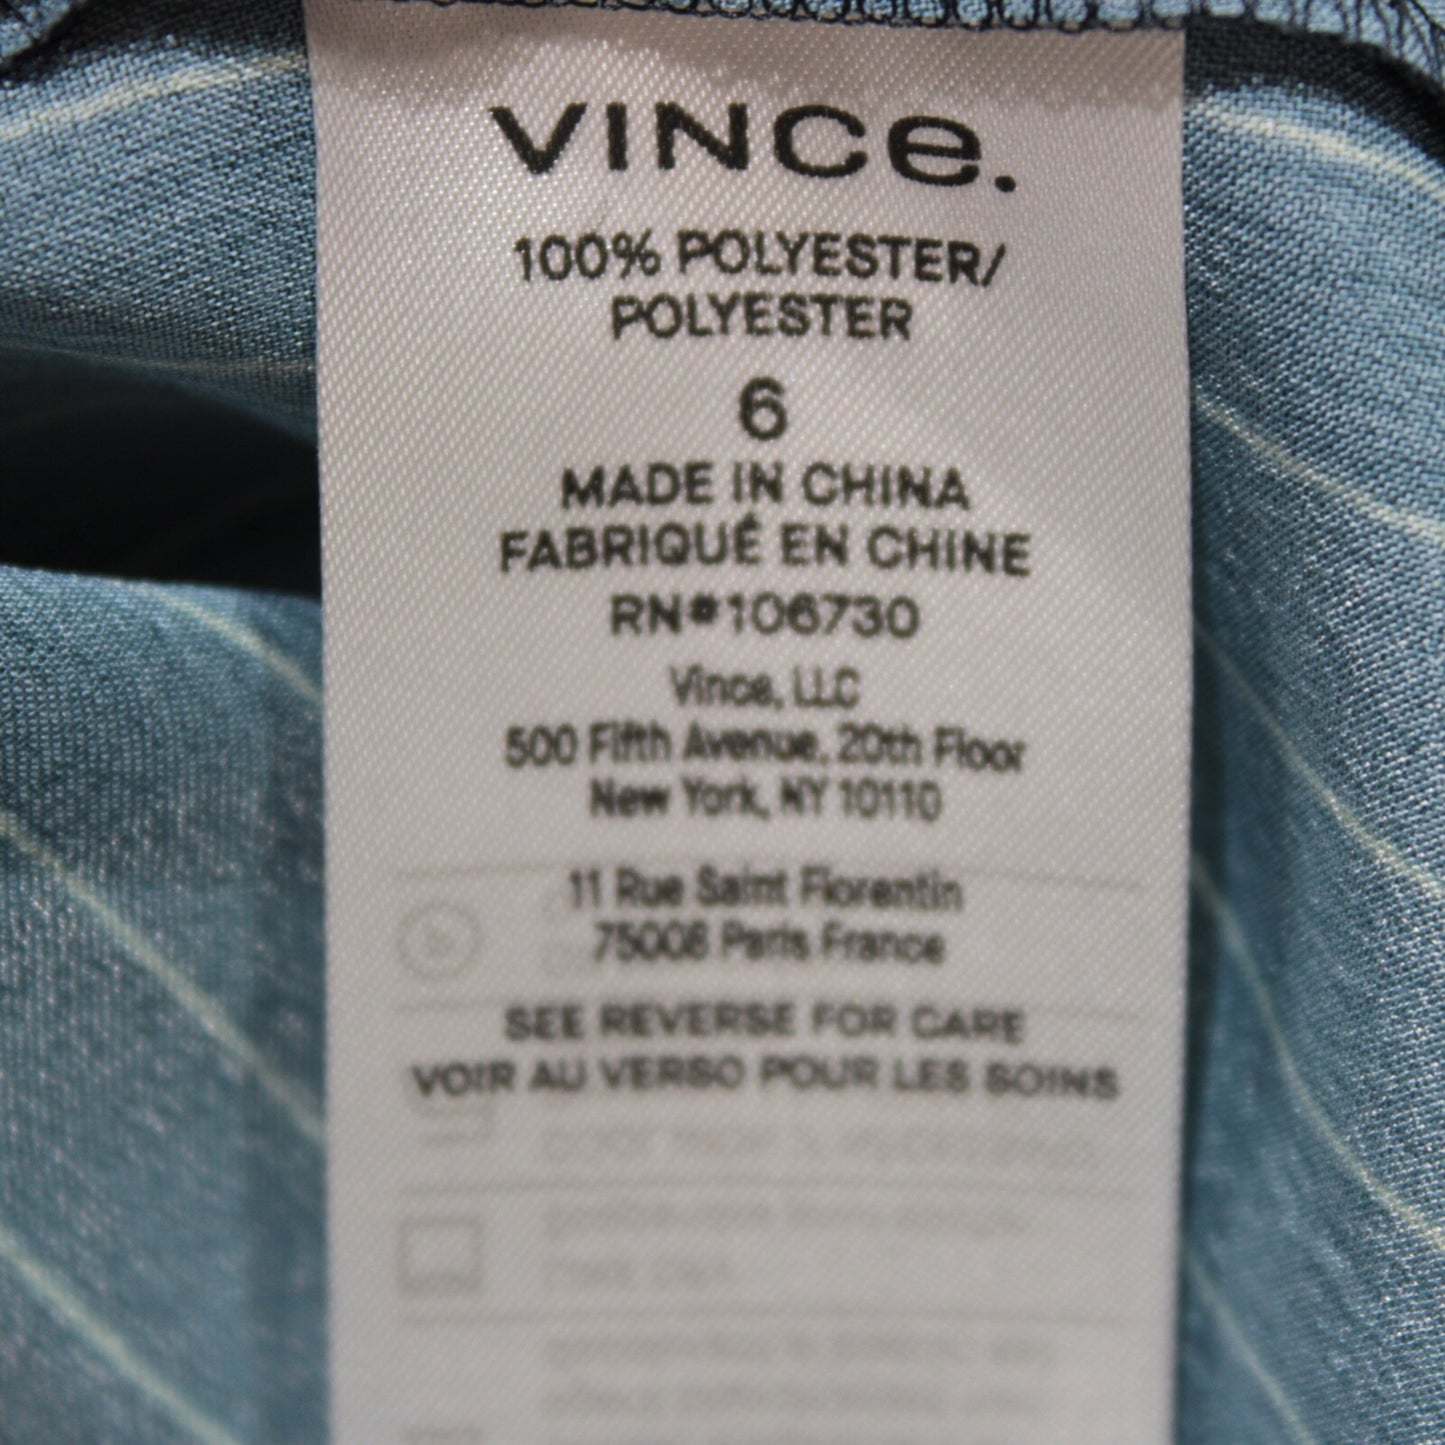 VINCe.
100% POLYESTER/
POLYESTER
6
MADE IN CHINA
FABRIQUÉ EN CHINE
RN#106730
Vince, LLC
500 Fifth Avenue, 20th Floor
New York, NY 10110
11 Rue Saint Florentin
75008 Paris France
SEE REVERSE FOR CARE
VOIR AU VERSO POUR LES SOINS